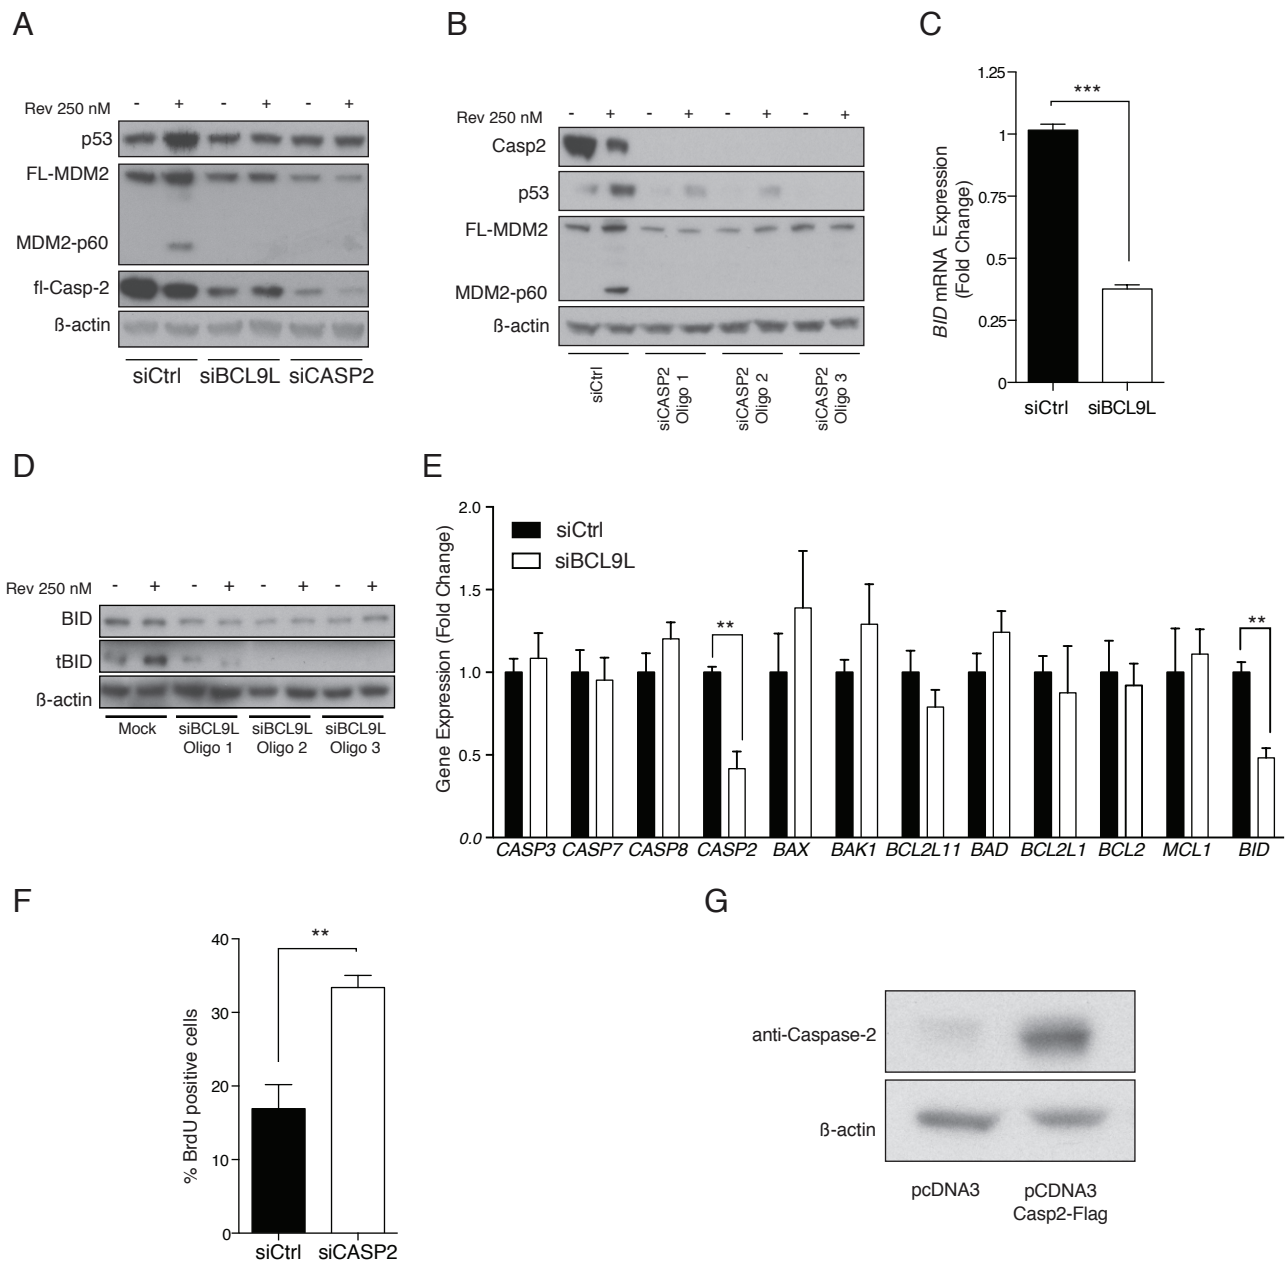 A
Rev 250 nM - + - + - +
p53
FL-MDM2
MDM2-p60
fl-Casp-2
ß-actin
siCtrl siBCL9L siCASP2
B
Rev 250 nM - + - + - + - +
Casp2
p53
FL-MDM2
MDM2-p60
ß-actin
siCtrl
siCASP2
Oligo 1
siCASP2
Oligo 2
siCASP2
Oligo 3
C
BID mRNA Expression
(Fold Change)
1.25
1
0.75
0.5
0.25
0
***
siCtrl siBCL9L
D
Rev 250 nM - + - + - + - +
BID
tBID
ß-actin
Mock
siBCL9L
Oligo 1
siBCL9L
Oligo 2
siBCL9L
Oligo 3
E
Gene Expression (Fold Change)
2.0
1.5
1.0
0.5
0.0
siCtrl
siBCL9L
**
**
CASP3 CASP7 CASP8 CASP2 BAX BAK1 BCL2L11 BAD BCL2L1 BCL2 MCL1 BID
F
% BrdU positive cells
40
30
20
10
0
**
siCtrl siCASP2
G
anti-Caspase-2
ß-actin
pcDNA3
pCDNA3
Casp2-Flag